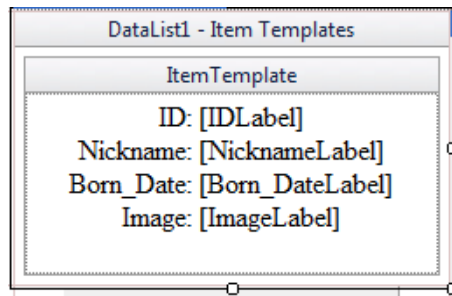 DataList1 - Item Templates
ItemTemplate
ID: [IDLabel]
Nickname: [NicknameLabel]
Born_Date: [Born_DateLabel]
Image: [ImageLabel]